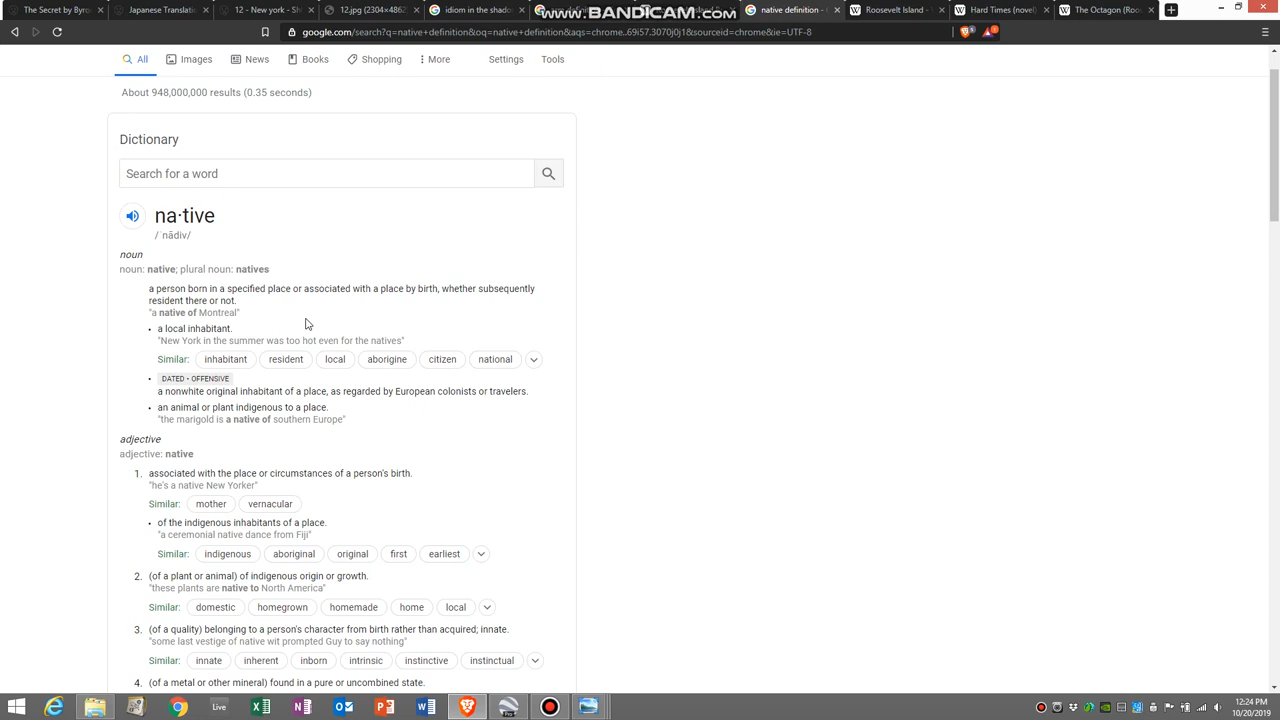 The Secret by Byro
Japanese Translatio
12 - New york - Sh
12.jpg (2304×4862
idiom in the shado
native definition -
Roosevelt Island -
Hard Times (novel)
The Octagon (Roo
www.BANDICAM.com
google.com/search?q=native+definition&oq=native+definition&aqs=chrome..69i57.3070j0j1&sourceid=chrome&ie=UTF-8
All Images News Books Shopping More Settings Tools
About 948,000,000 results (0.35 seconds)
Dictionary
Search for a word
na·tive
/ˈnādiv/
noun
noun: native; plural noun: natives
a person born in a specified place or associated with a place by birth, whether subsequently
resident there or not.
"a native of Montreal"
• a local inhabitant.
"New York in the summer was too hot even for the natives"
Similar: inhabitant resident local aborigine citizen national
DATED • OFFENSIVE
• a nonwhite original inhabitant of a place, as regarded by European colonists or travelers.
• an animal or plant indigenous to a place.
"the marigold is a native of southern Europe"
adjective
adjective: native
1. associated with the place or circumstances of a person's birth.
"he's a native New Yorker"
Similar: mother vernacular
• of the indigenous inhabitants of a place.
"a ceremonial native dance from Fiji"
Similar: indigenous aboriginal original first earliest
2. (of a plant or animal) of indigenous origin or growth.
"these plants are native to North America"
Similar: domestic homegrown homemade home local
3. (of a quality) belonging to a person's character from birth rather than acquired; innate.
"some last vestige of native wit prompted Guy to say nothing"
Similar: innate inherent inborn intrinsic instinctive instinctual
4. (of a metal or other mineral) found in a pure or uncombined state.
Live
Pro
12:24 PM
10/20/2019